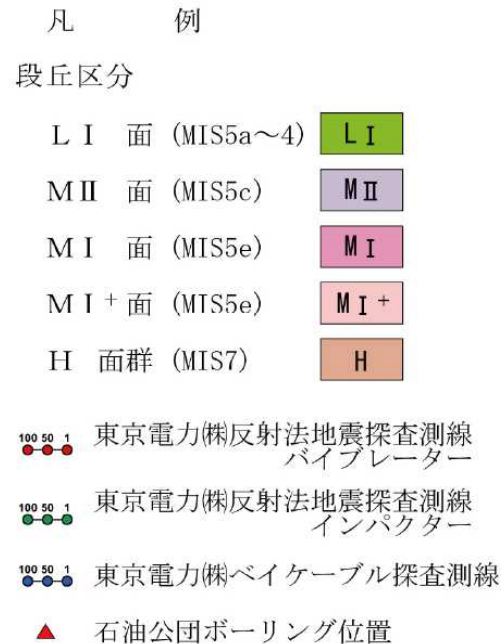 凡　例
段丘区分
LⅠ 面 (MIS5a～4) LⅠ
MⅡ 面 (MIS5c) MⅡ
MⅠ 面 (MIS5e) MⅠ
MⅠ⁺面 (MIS5e) MⅠ⁺
H 面群 (MIS7) H
100 50 1 東京電力㈱反射法地震探査測線
バイブレーター
100 50 1 東京電力㈱反射法地震探査測線
インパクター
100 50 1 東京電力㈱ベイケーブル探査測線
石油公団ボーリング位置